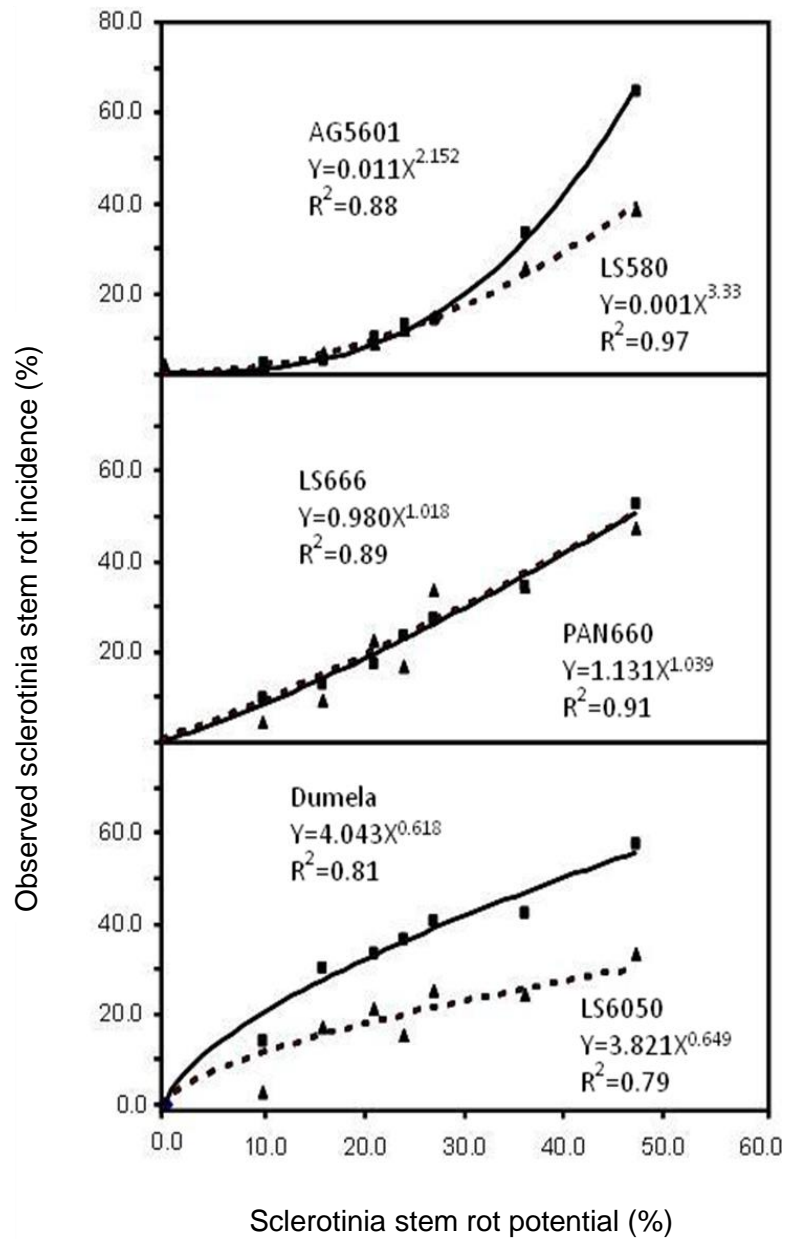 80.0
60.0
40.0
20.0
AG5601
Y=0.011X^2.152
R^2=0.88
LS580
Y=0.001X^3.33
R^2=0.97
60.0
40.0
20.0
LS666
Y=0.980X^1.018
R^2=0.89
PAN660
Y=1.131X^1.039
R^2=0.91
60.0
40.0
20.0
0.0
Dumela
Y=4.043X^0.618
R^2=0.81
LS6050
Y=3.821X^0.649
R^2=0.79
0.0 10.0 20.0 30.0 40.0 50.0 60.0
Observed sclerotinia stem rot incidence (%)
Sclerotinia stem rot potential (%)